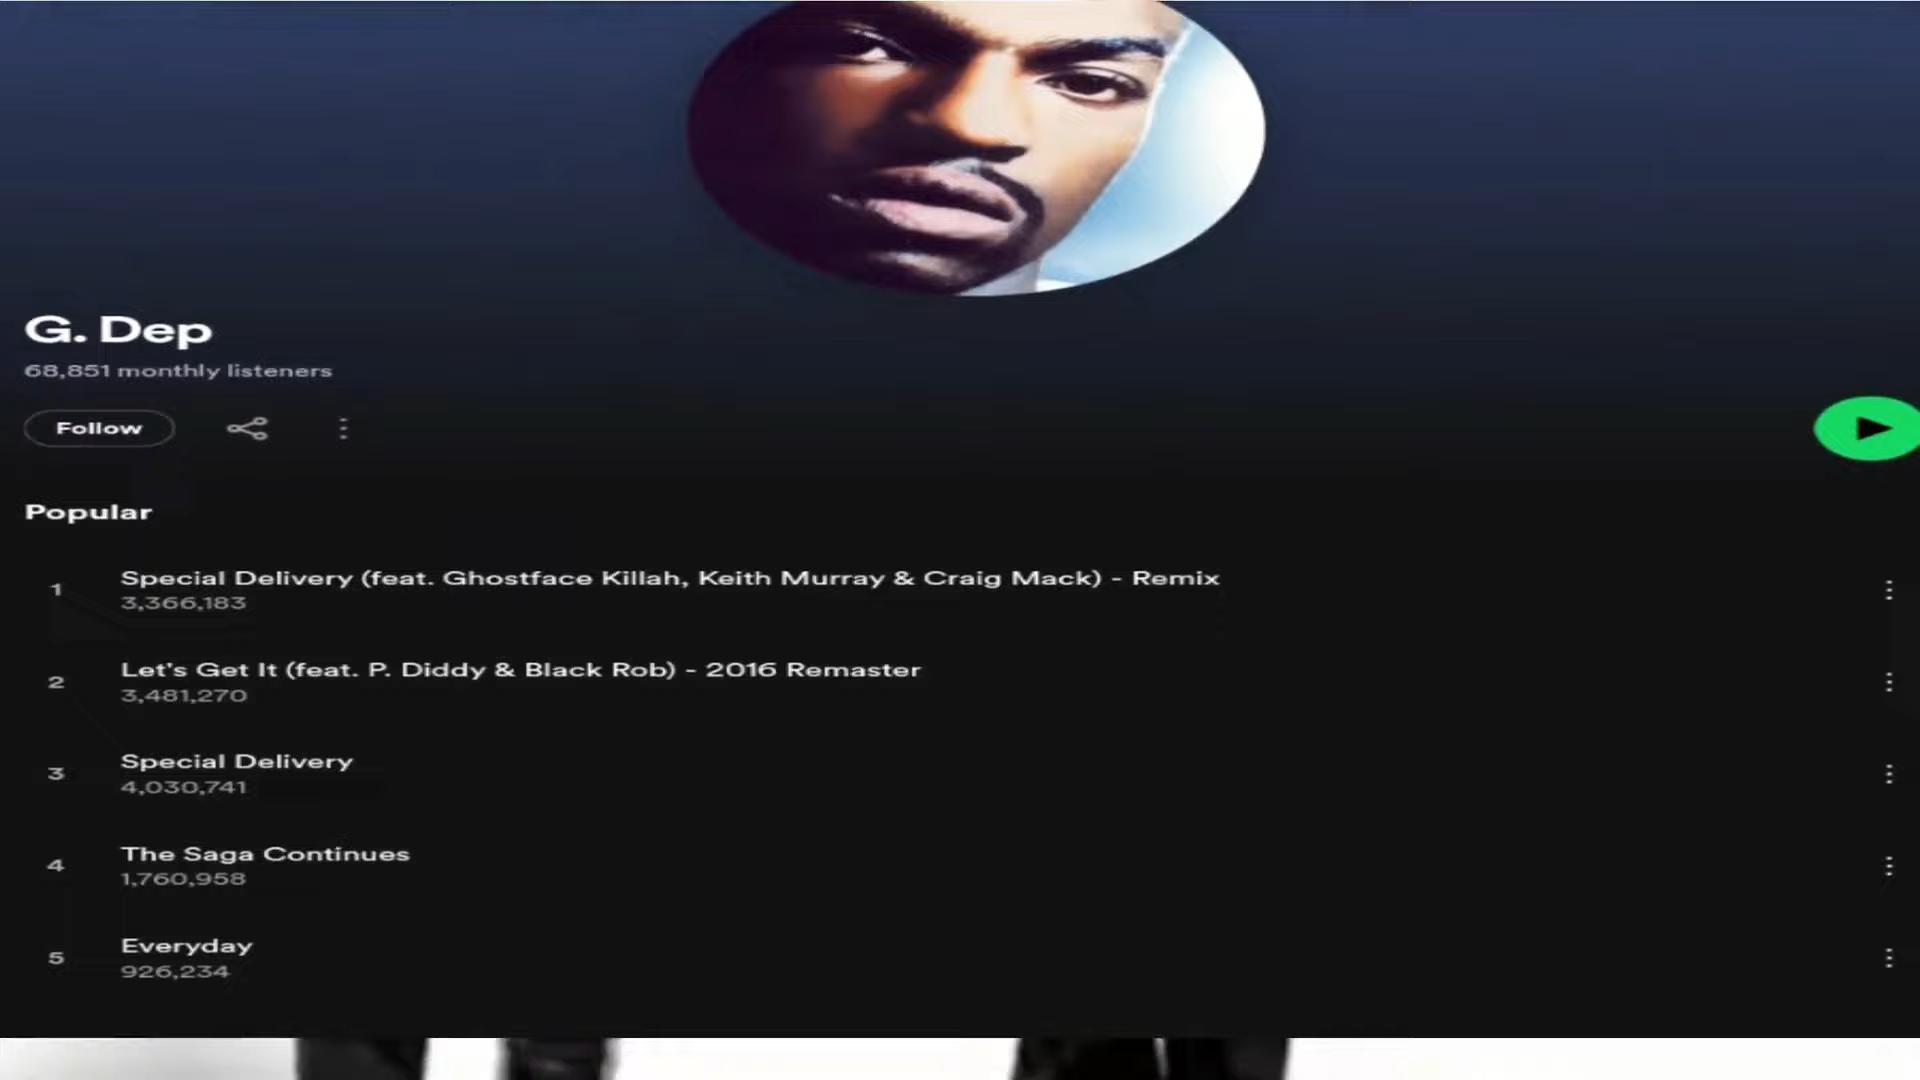 G. Dep
68,851 monthly listeners
Follow
Popular
1
Special Delivery (feat. Ghostface Killah, Keith Murray & Craig Mack) - Remix
3,366,183
2
Let's Get It (feat. P. Diddy & Black Rob) - 2016 Remaster
3,481,270
3
Special Delivery
4,030,741
4
The Saga Continues
1,760,958
5
Everyday
926,234